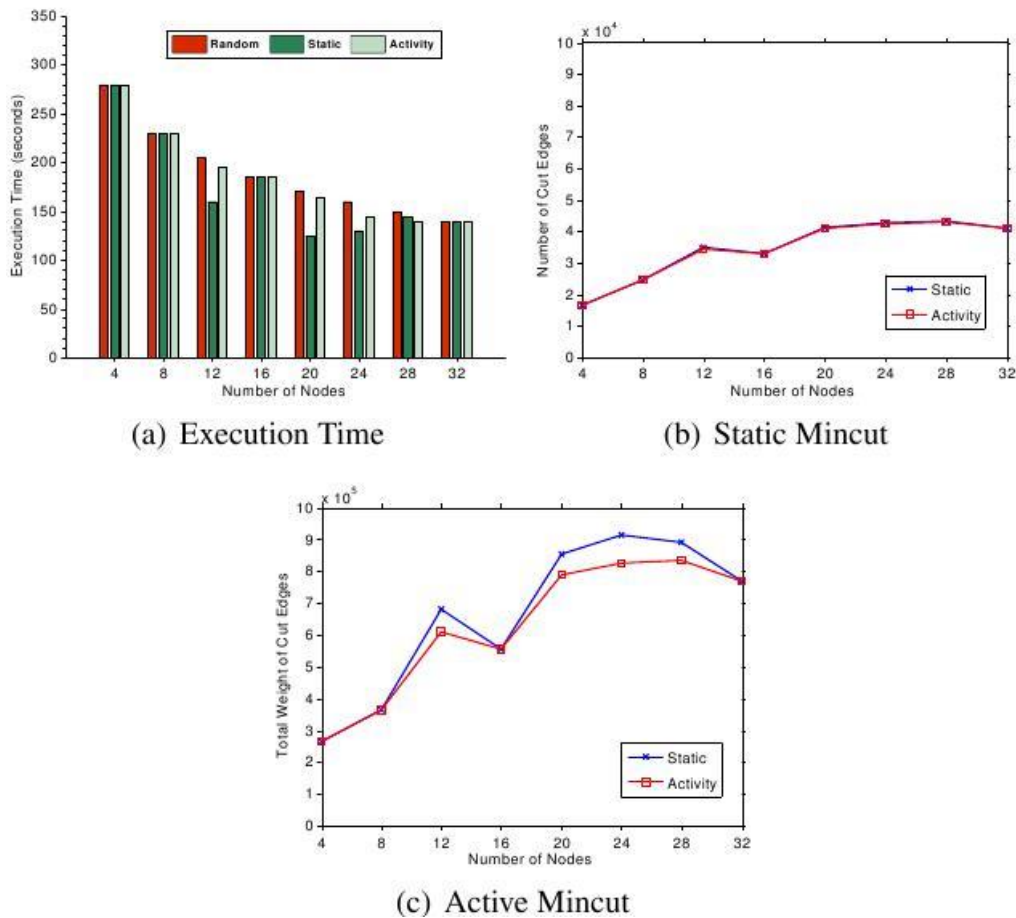 350
300
250
200
150
100
50
0
Execution Time (seconds)
Random Static Activity
4 8 12 16 20 24 28 32
Number of Nodes
(a) Execution Time
x 10^4
10
9
8
7
6
5
4
3
2
1
0
Number of Cut Edges
Static
Activity
4 8 12 16 20 24 28 32
Number of Nodes
(b) Static Mincut
x 10^5
10
9
8
7
6
5
4
3
2
1
0
Total Weight of Cut Edges
Static
Activity
4 8 12 16 20 24 28 32
Number of Nodes
(c) Active Mincut